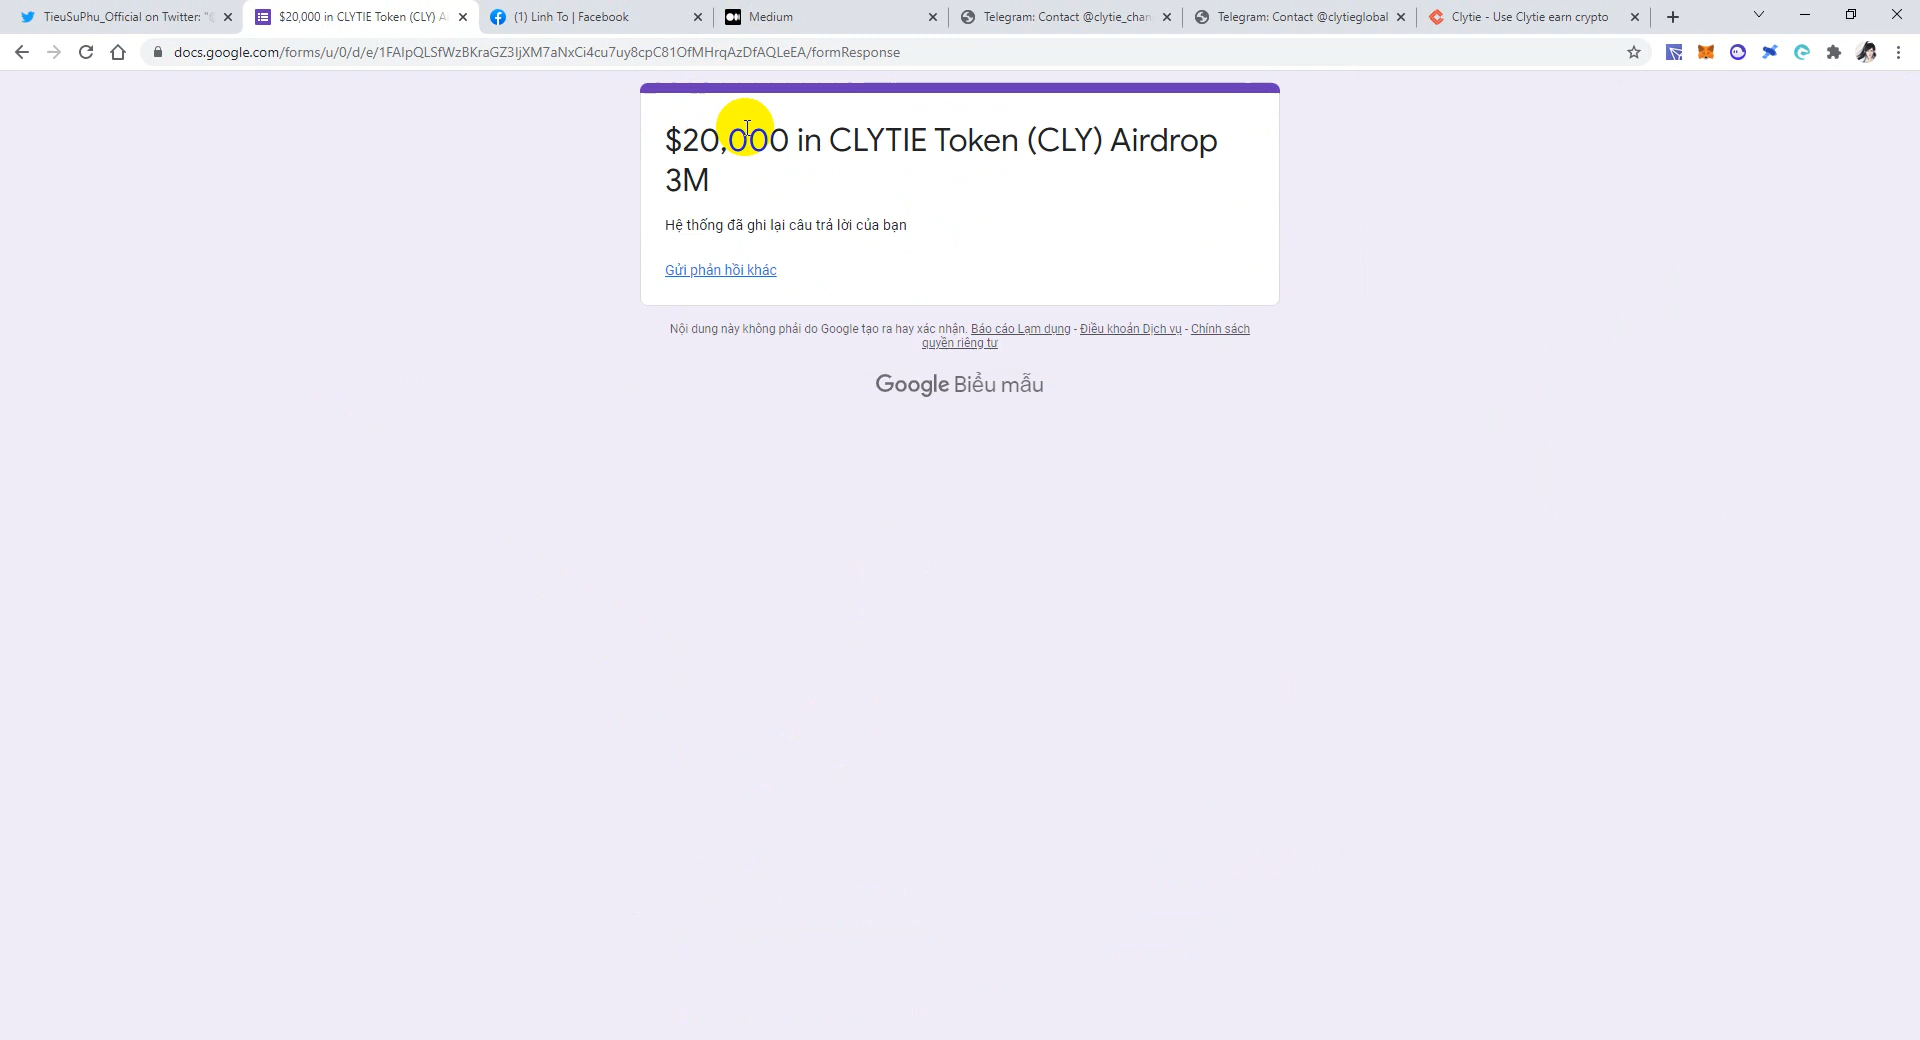 TieuSuPhu_Official on Twitter: "
$20,000 in CLYTIE Token (CLY) A
(1) Linh To | Facebook
Medium
Telegram: Contact @clytie_chan
Telegram: Contact @clytieglobal
Clytie - Use Clytie earn crypto
docs.google.com/forms/u/0/d/e/1FAIpQLSfWzBKraGZ3IjXM7aNxCi4cu7uy8cpC81OfMHrqAzDfAQLeEA/formResponse
$20,000 in CLYTIE Token (CLY) Airdrop
3M
Hệ thống đã ghi lại câu trả lời của bạn
Gửi phản hồi khác
Nội dung này không phải do Google tạo ra hay xác nhận. Báo cáo Lạm dụng - Điều khoản Dịch vụ - Chính sách
quyền riêng tư
Google Biểu mẫu